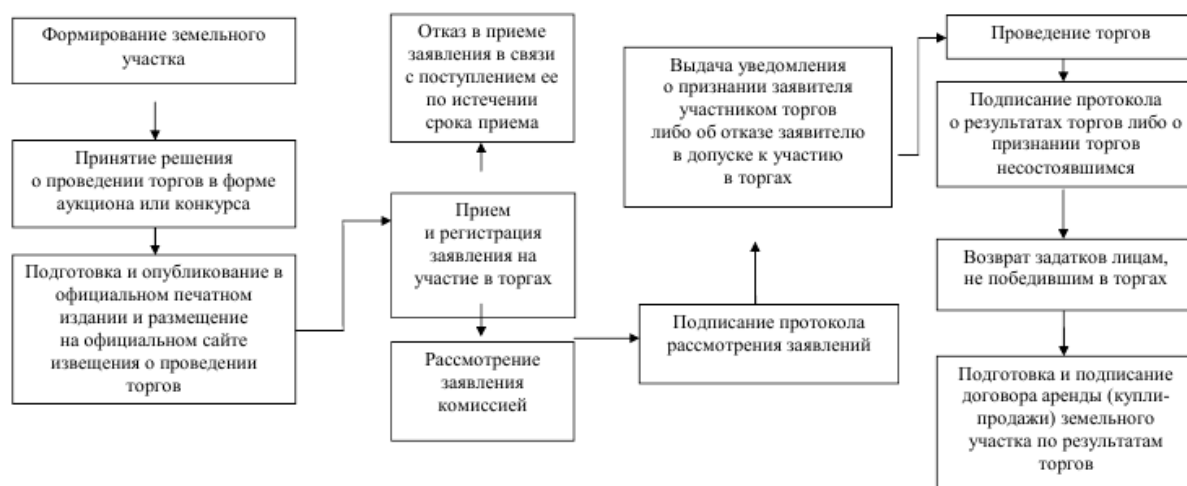 Формирование земельного
участка
Принятие решения
о проведении торгов в форме
аукциона или конкурса
Подготовка и опубликование в
официальном печатном
издании и размещение
на официальном сайте
извещения о проведении
торгов
Отказ в приеме
заявления в связи
с поступлением ее
по истечении
срока приема
Прием
и регистрация
заявления на
участие в торгах
Рассмотрение
заявления
комиссией
Выдача уведомления
о признании заявителя
участником торгов
либо об отказе заявителю
в допуске к участию
в торгах
Подписание протокола
рассмотрения заявлений
Проведение торгов
Подписание протокола
о результатах торгов либо о
признании торгов
несостоявшимся
Возврат задатков лицам,
не победившим в торгах
Подготовка и подписание
договора аренды (купли-
продажи) земельного
участка по результатам
торгов